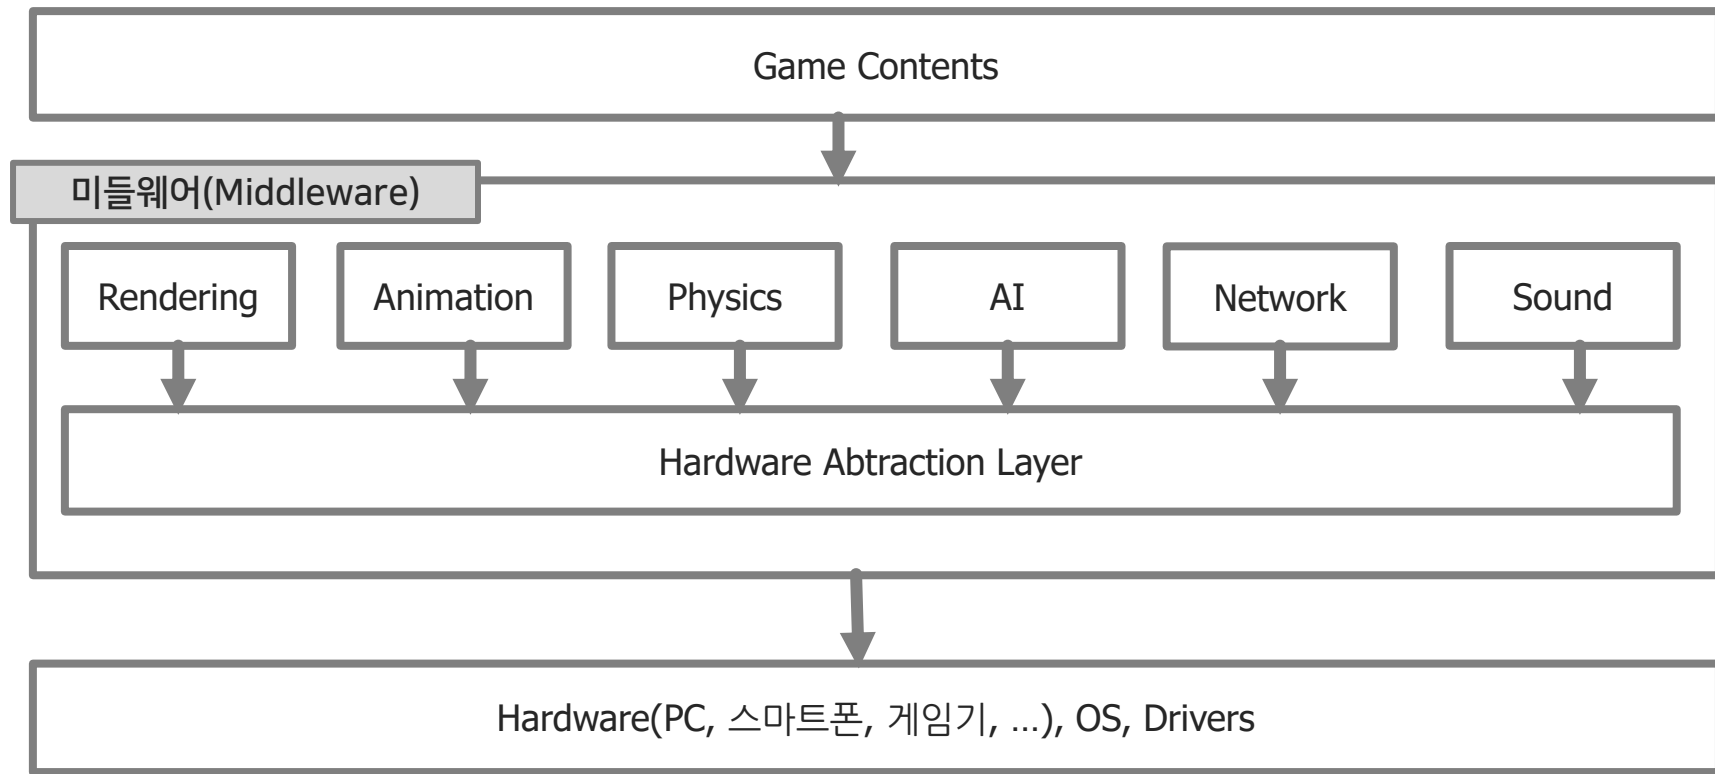 Game Contents
미들웨어(Middleware)
Rendering
Animation
Physics
AI
Network
Sound
Hardware Abtraction Layer
Hardware(PC, 스마트폰, 게임기, ...), OS, Drivers